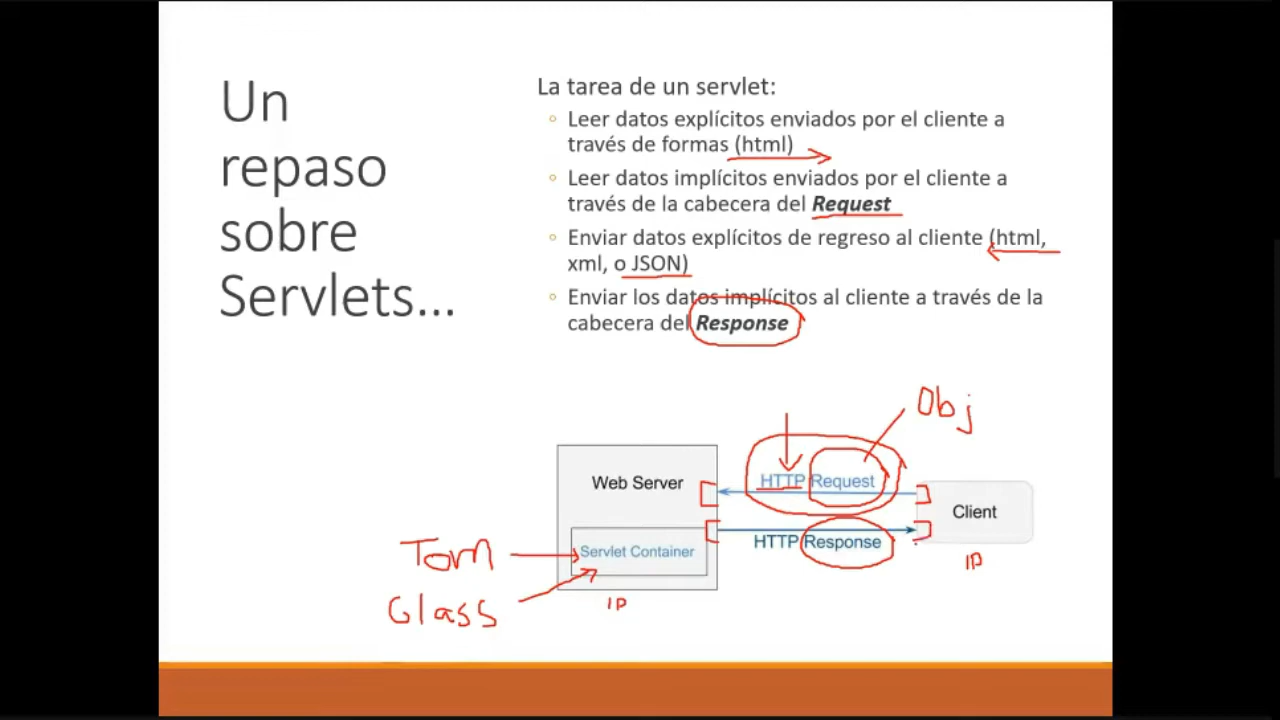 Un
repaso
sobre
Servlets...
La tarea de un servlet:
Leer datos explícitos enviados por el cliente a
través de formas (html)
Leer datos implícitos enviados por el cliente a
través de la cabecera del Request
Enviar datos explícitos de regreso al cliente (html,
xml, o JSON)
Enviar los datos implícitos al cliente a través de la
cabecera del Response
Obj
Web Server
HTTP Request
Client
Tom
Servlet Container
HTTP Response
IP
Glass
IP